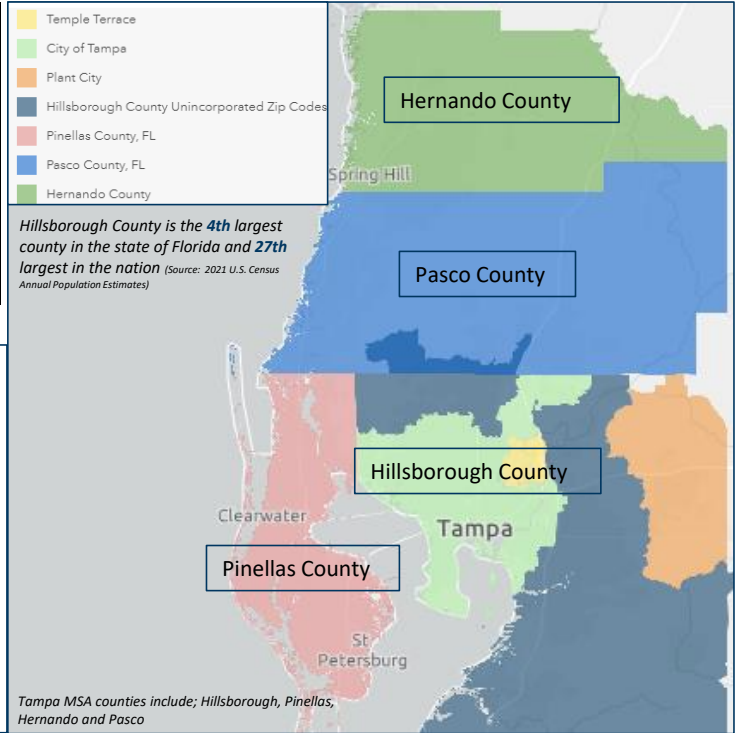 Temple Terrace
City of Tampa
Plant City
Hillsborough County Unincorporated Zip Codes
Pinellas County, FL
Pasco County, FL
Hernando County
Hillsborough County is the 4th largest
county in the state of Florida and 27th
largest in the nation (Source: 2021 U.S. Census
Annual Population Estimates)
Hernando County
Spring Hill
Pasco County
Hillsborough County
Clearwater
Tampa
Pinellas County
St
Petersburg
Tampa MSA counties include; Hillsborough, Pinellas,
Hernando and Pasco